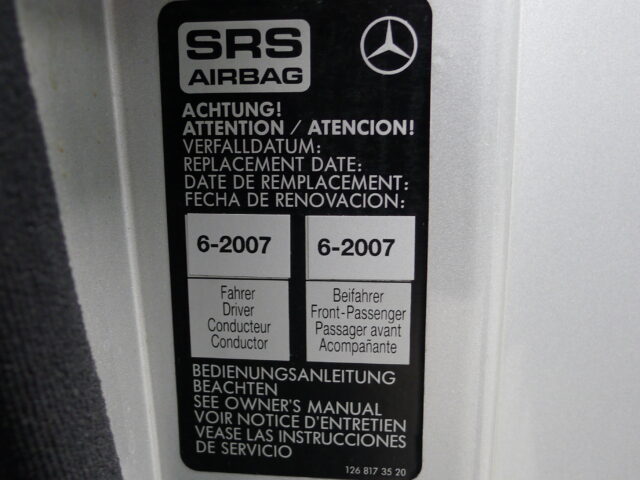 SRS
AIRBAG
ACHTUNG!
ATTENTION / ATENCION!
VERFALLDATUM:
REPLACEMENT DATE:
DATE DE REMPLACEMENT:
FECHA DE RENOVACION:
6-2007 6-2007
Fahrer
Driver
Conducteur
Conductor
Beifahrer
Front-Passenger
Passager avant
Acompañante
BEDIENUNGSANLEITUNG
BEACHTEN
SEE OWNER'S MANUAL
VOIR NOTICE D'ENTRETIEN
VEASE LAS INSTRUCCIONES
DE SERVICIO
126 817 35 20